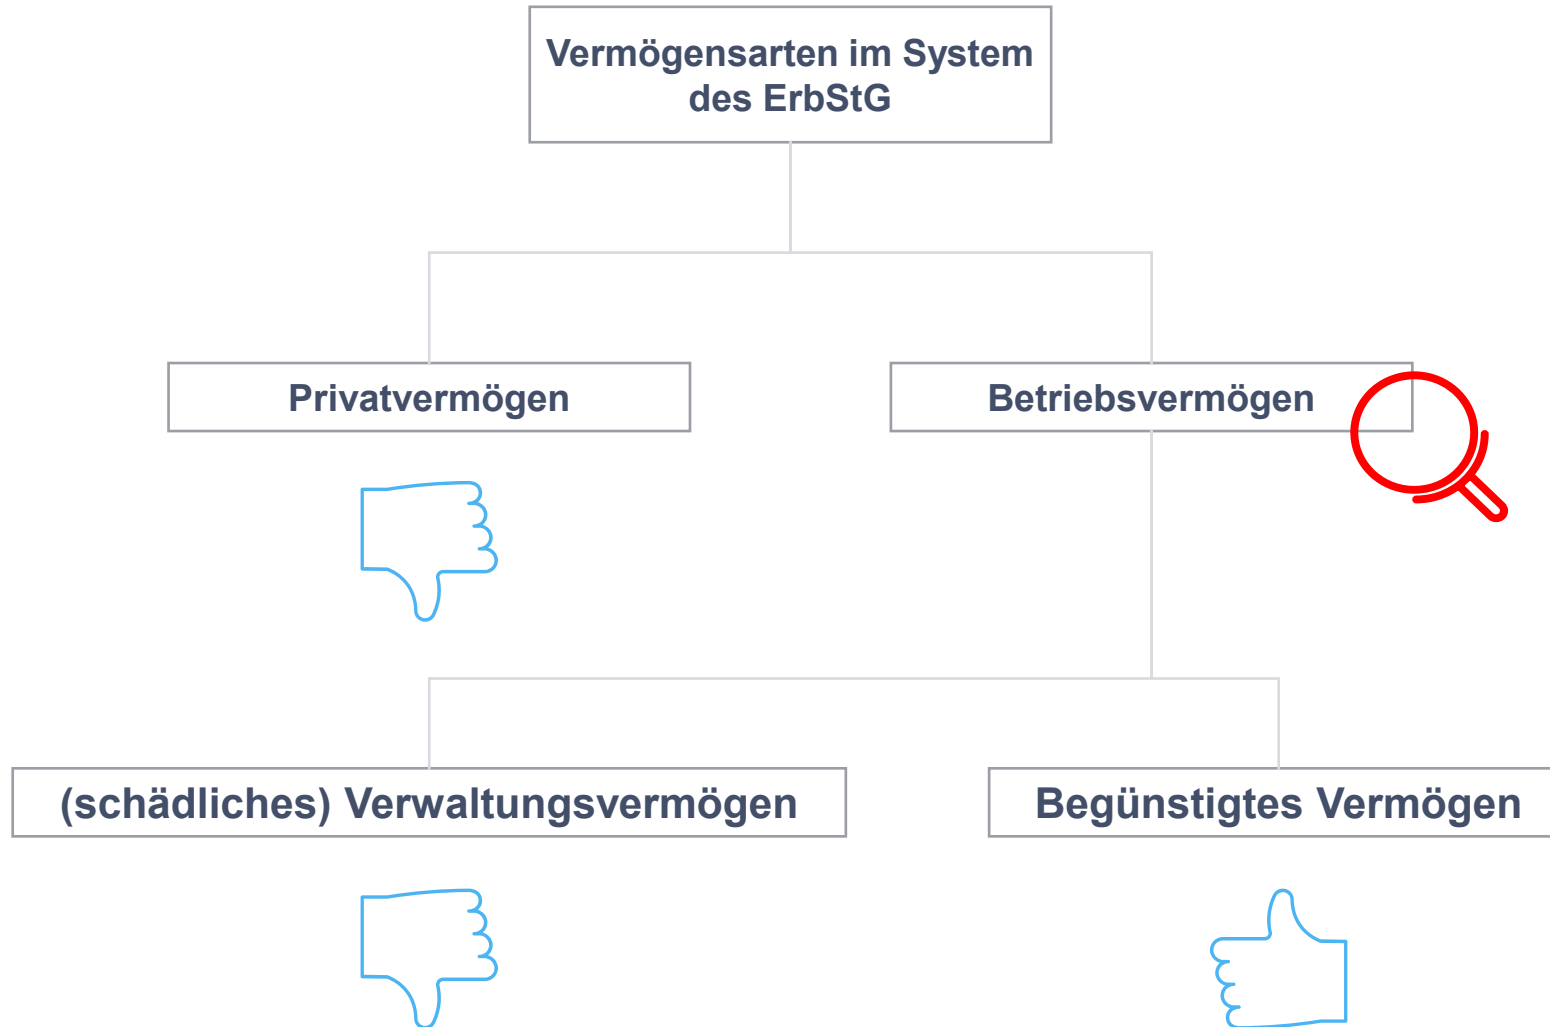 Vermögensarten im System
des ErbStG
Privatvermögen
Betriebsvermögen
(schädliches) Verwaltungsvermögen
Begünstigtes Vermögen